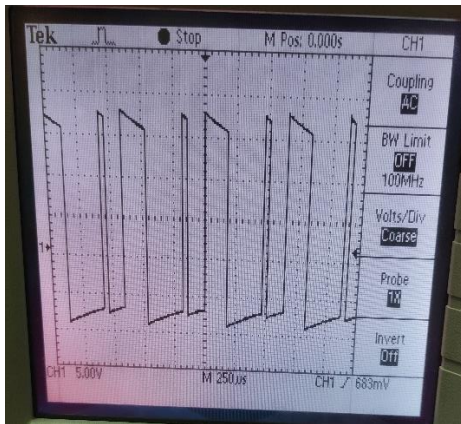 Tek Stop M Pos: 0.000s CH1
Coupling
AC
BW Limit
OFF
100MHz
Volts/Div
Coarse
Probe
1X
Invert
Off
1
CH1 5.00V M 250µs CH1 683mV